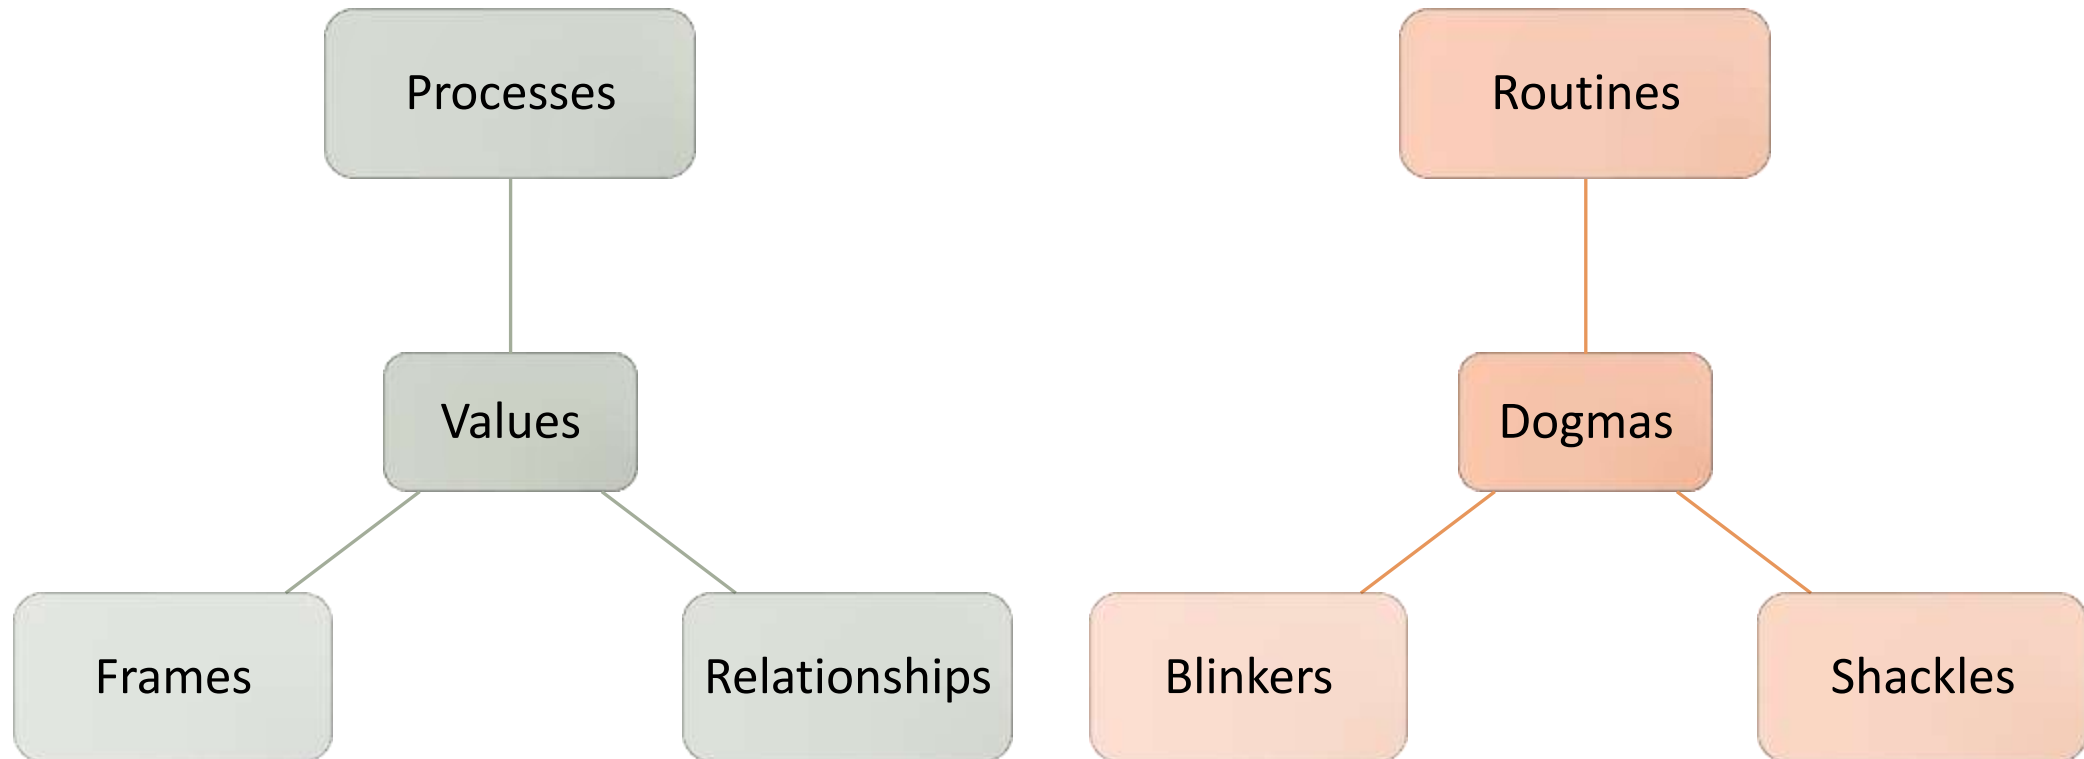 Processes
Routines
Values
Dogmas
Frames
Relationships
Blinkers
Shackles